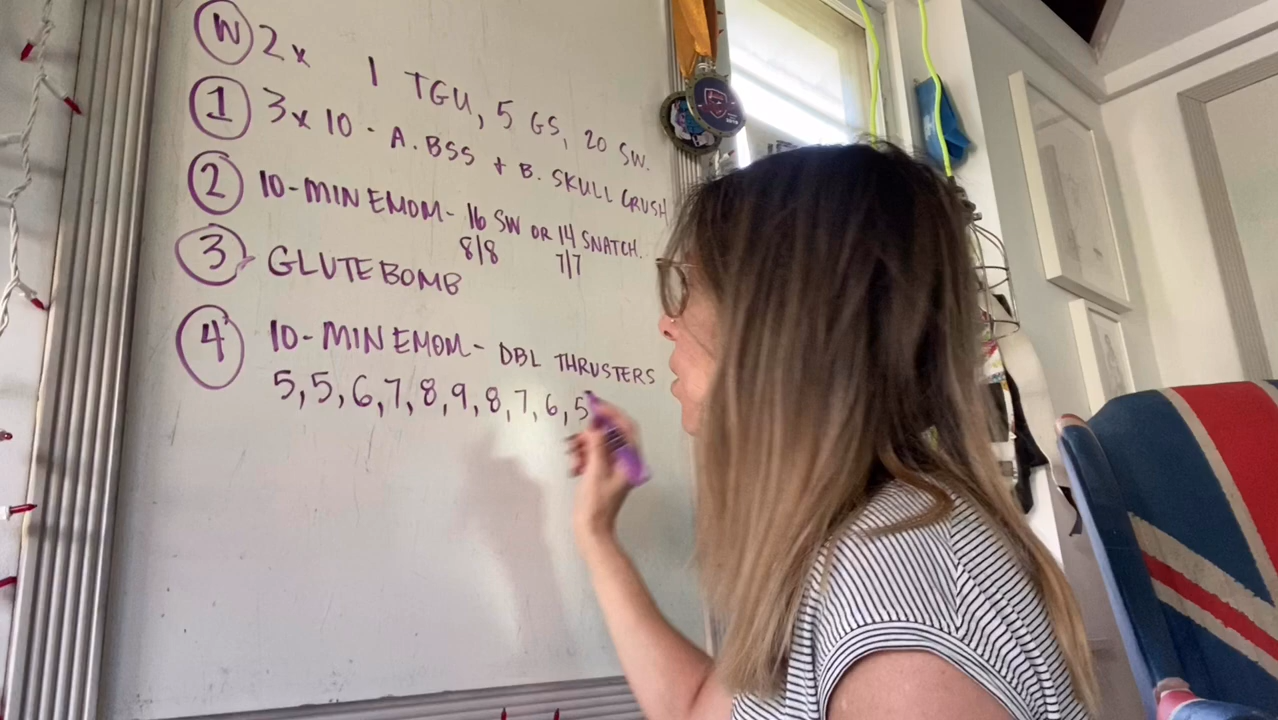 W 2x 1 TGU, 5 GS, 20 SW.
1 3x10 - A. BSS + B. SKULL CRUSH
2 10-MIN EMOM- 16 SW OR 14 SNATCH.
8/8 7/7
3 GLUTE BOMB
4 10-MIN EMOM- DBL THRUSTERS
5,5,6,7,8,9,8,7,6,5